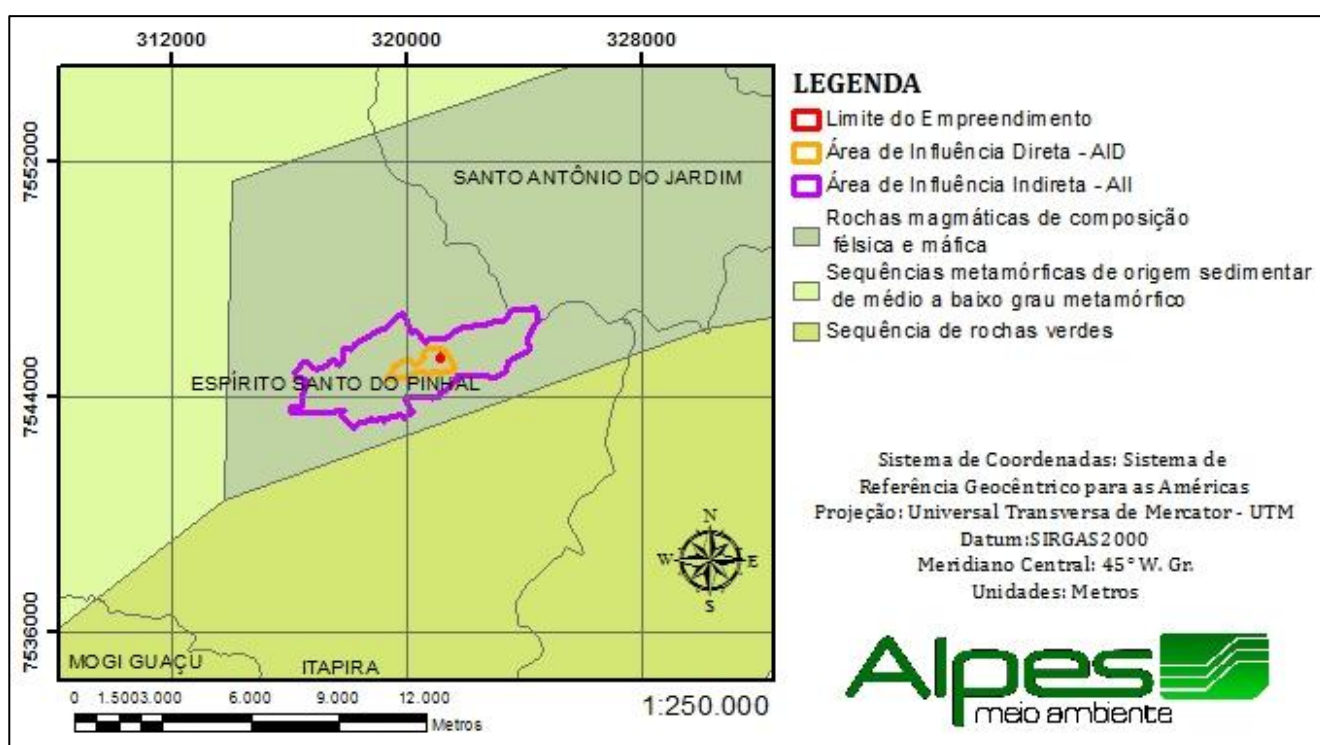 312000
320000
328000
7552000
7544000
7536000
SANTO ANTÔNIO DO JARDIM
ESPÍRITO SANTO DO PINHAL
MOGI GUAÇU
ITAPIRA
N
W
E
S
0 1.5003.000 6.000 9.000 12.000
Metros
1:250.000
LEGENDA
Limite do Empreendimento
Área de Influência Direta - AID
Área de Influência Indireta - AII
Rochas magmáticas de composição
félsica e máfica
Sequências metamórficas de origem sedimentar
de médio a baixo grau metamórfico
Sequência de rochas verdes
Sistema de Coordenadas: Sistema de
Referência Geocêntrico para as Américas
Projeção: Universal Transversa de Mercator - UTM
Datum:SIRGAS2000
Meridiano Central: 45° W. Gr.
Unidades: Metros
Alpes
meio ambiente